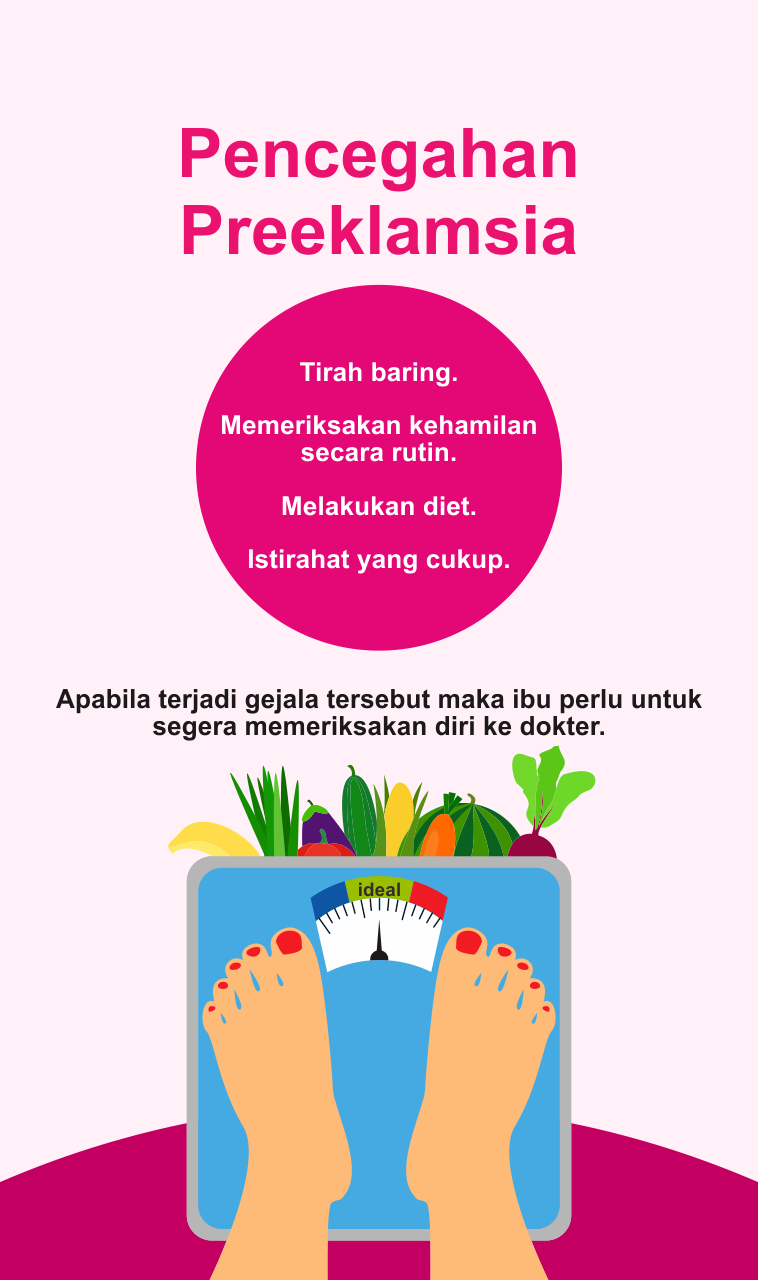 Pencegahan
Preeklamsia
Tirah baring.
Memeriksakan kehamilan
secara rutin.
Melakukan diet.
Istirahat yang cukup.
Apabila terjadi gejala tersebut maka ibu perlu untuk
segera memeriksakan diri ke dokter.
ideal